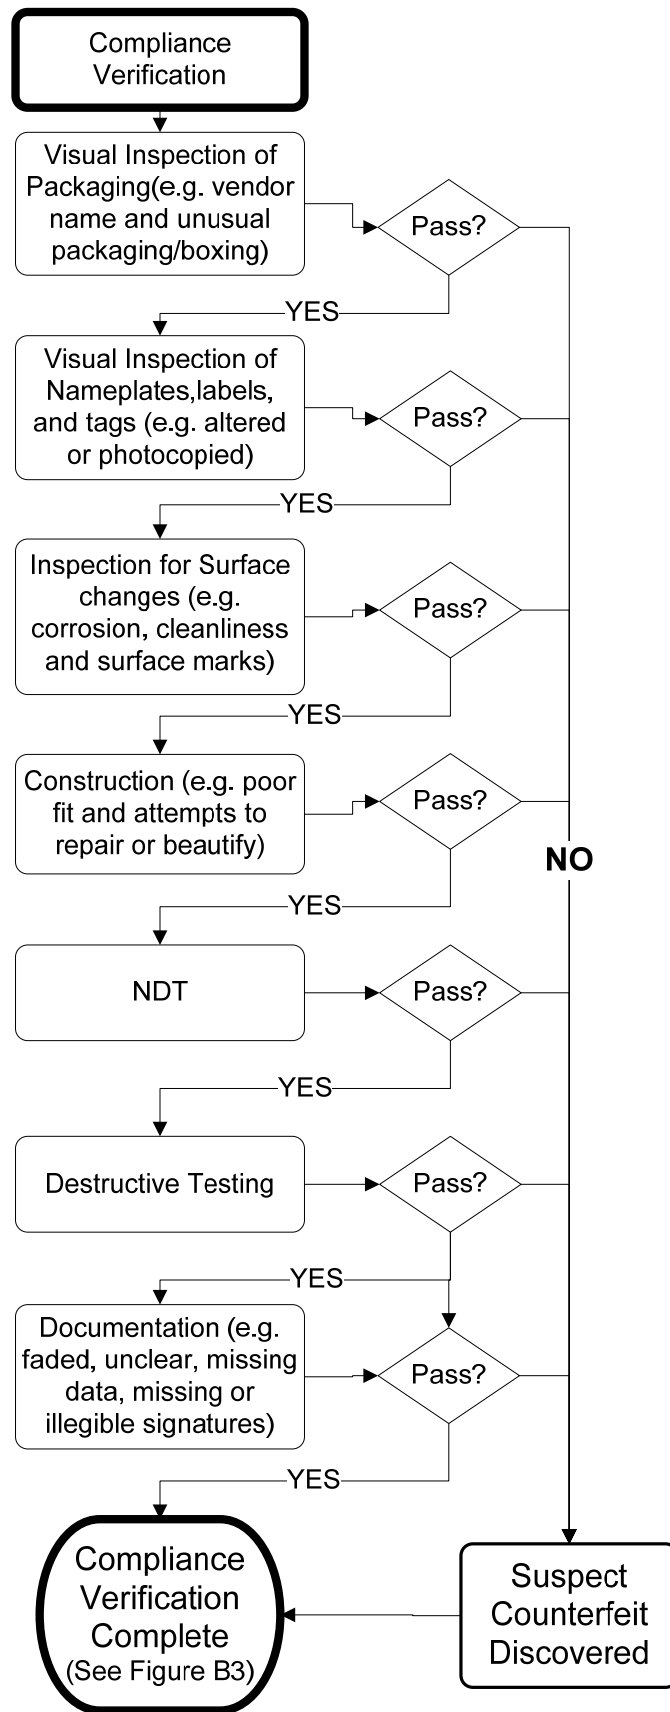 Compliance
Verification
Visual Inspection of
Packaging(e.g. vendor
name and unusual
packaging/boxing)
Pass?
YES
Visual Inspection of
Nameplates,labels,
and tags (e.g. altered
or photocopied)
Pass?
YES
Inspection for Surface
changes (e.g.
corrosion, cleanliness
and surface marks)
Pass?
YES
Construction (e.g. poor
fit and attempts to
repair or beautify)
Pass?
NO
YES
NDT
Pass?
YES
Destructive Testing
Pass?
YES
Documentation (e.g.
faded, unclear, missing
data, missing or
illegible signatures)
Pass?
YES
Compliance
Verification
Complete
(See Figure B3)
Suspect
Counterfeit
Discovered